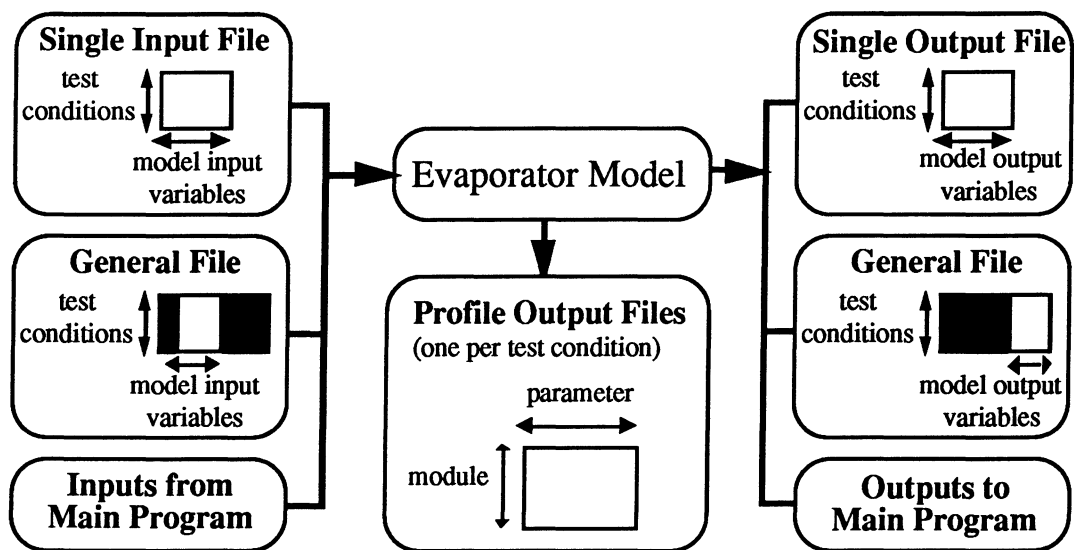 Single Input File
test
conditions
model input
variables
General File
test
conditions
model input
variables
Inputs from
Main Program
Evaporator Model
Profile Output Files
(one per test condition)
parameter
module
Single Output File
test
conditions
model output
variables
General File
test
conditions
model output
variables
Outputs to
Main Program